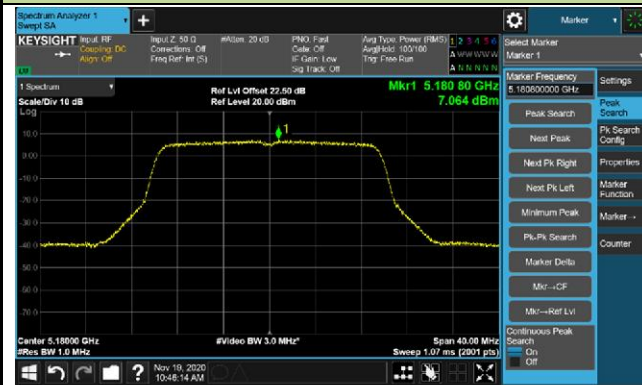 Spectrum Analyzer 1
Swept SA
Marker
KEYSIGHT
Input: RF
Coupling: DC
Align: Off
Input Z: 50 Ω
Corrections: Off
Freq Ref: Int (S)
#Atten: 20 dB
PNO: Fast
Gate: Off
IF Gain: Low
Sig Track: Off
Avg Type: Power (RMS)
Avg|Hold: 100/100
Trig: Free Run
1 2 3 4 5 6
A W W W W W
A N N N N N
Select Marker
Marker 1
1 Spectrum
Scale/Div 10 dB
Log
Ref Lvl Offset 22.50 dB
Ref Level 20.00 dBm
Mkr1 5.180 80 GHz
7.064 dBm
10.0
0.00
-10.0
-20.0
-30.0
-40.0
-50.0
-60.0
-70.0
1
Center 5.18000 GHz
#Res BW 1.0 MHz
#Video BW 3.0 MHz*
Span 40.00 MHz
Sweep 1.07 ms (2001 pts)
Marker Frequency
5.180800000 GHz
Peak Search
Next Peak
Next Pk Right
Next Pk Left
Minimum Peak
Pk-Pk Search
Marker Delta
Mkr→CF
Mkr→Ref Lvl
Continuous Peak
Search
On
Off
Settings
Peak
Search
Pk Search
Config
Properties
Marker
Function
Marker→
Counter
Nov 19, 2020
10:46:14 AM